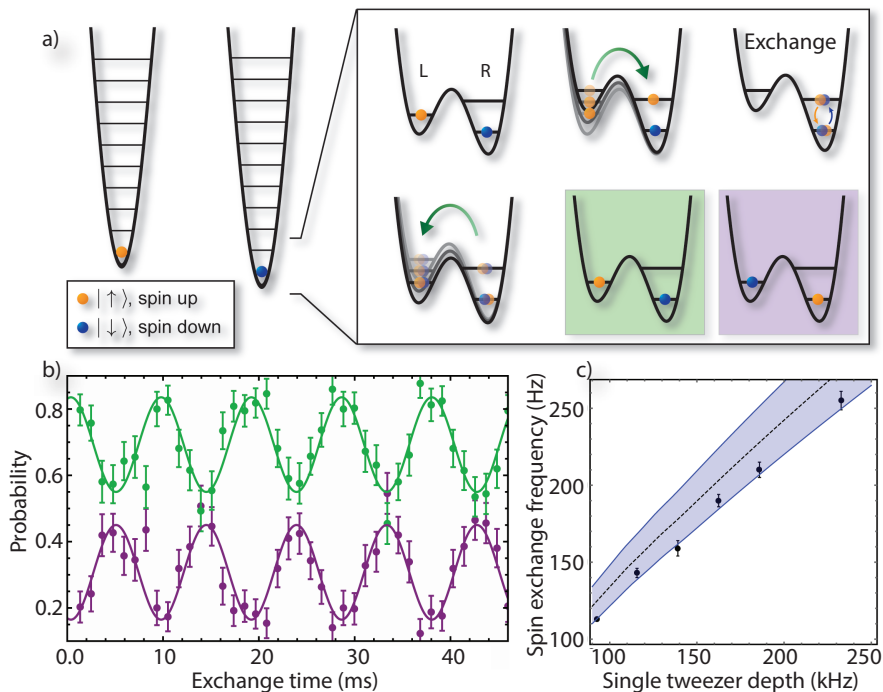 a)
L
R
Exchange
| ↑ ⟩, spin up
| ↓ ⟩, spin down
b)
Probability
0.8
0.6
0.4
0.2
0.0
10
20
30
40
Exchange time (ms)
c)
Spin exchange frequency (Hz)
250
200
150
100
100
150
200
250
Single tweezer depth (kHz)